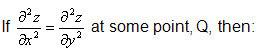 If ∂²z/∂x² = ∂²z/∂y² at some point, Q, then: